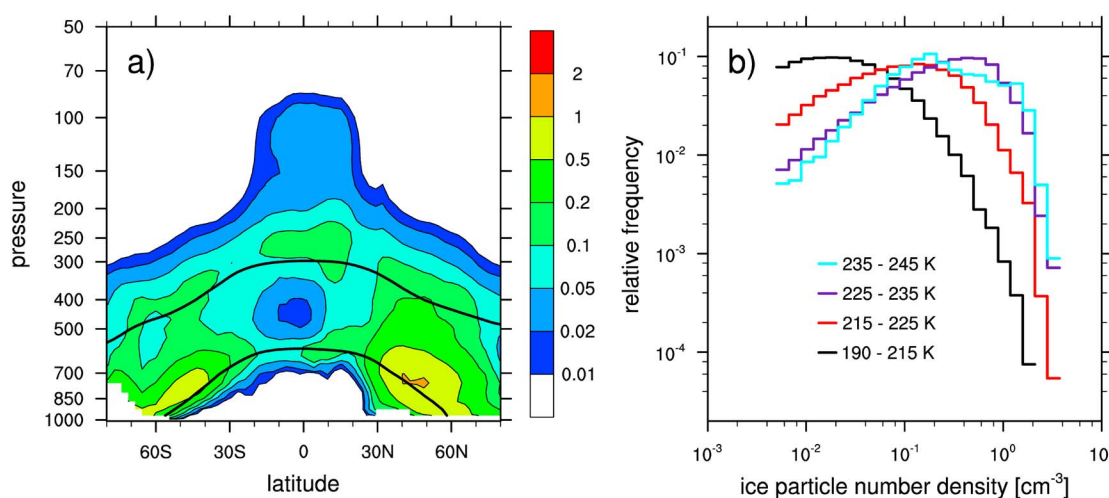 a)
50
70
100
150
200
250
300
400
500
700
850
1000
pressure
60S 30S 0 30N 60N
latitude
2
1
0.5
0.2
0.1
0.05
0.02
0.01
b)
10⁻¹
10⁻²
10⁻³
10⁻⁴
relative frequency
235 - 245 K
225 - 235 K
215 - 225 K
190 - 215 K
10⁻³ 10⁻² 10⁻¹ 10⁰ 10
ice particle number density [cm⁻³]